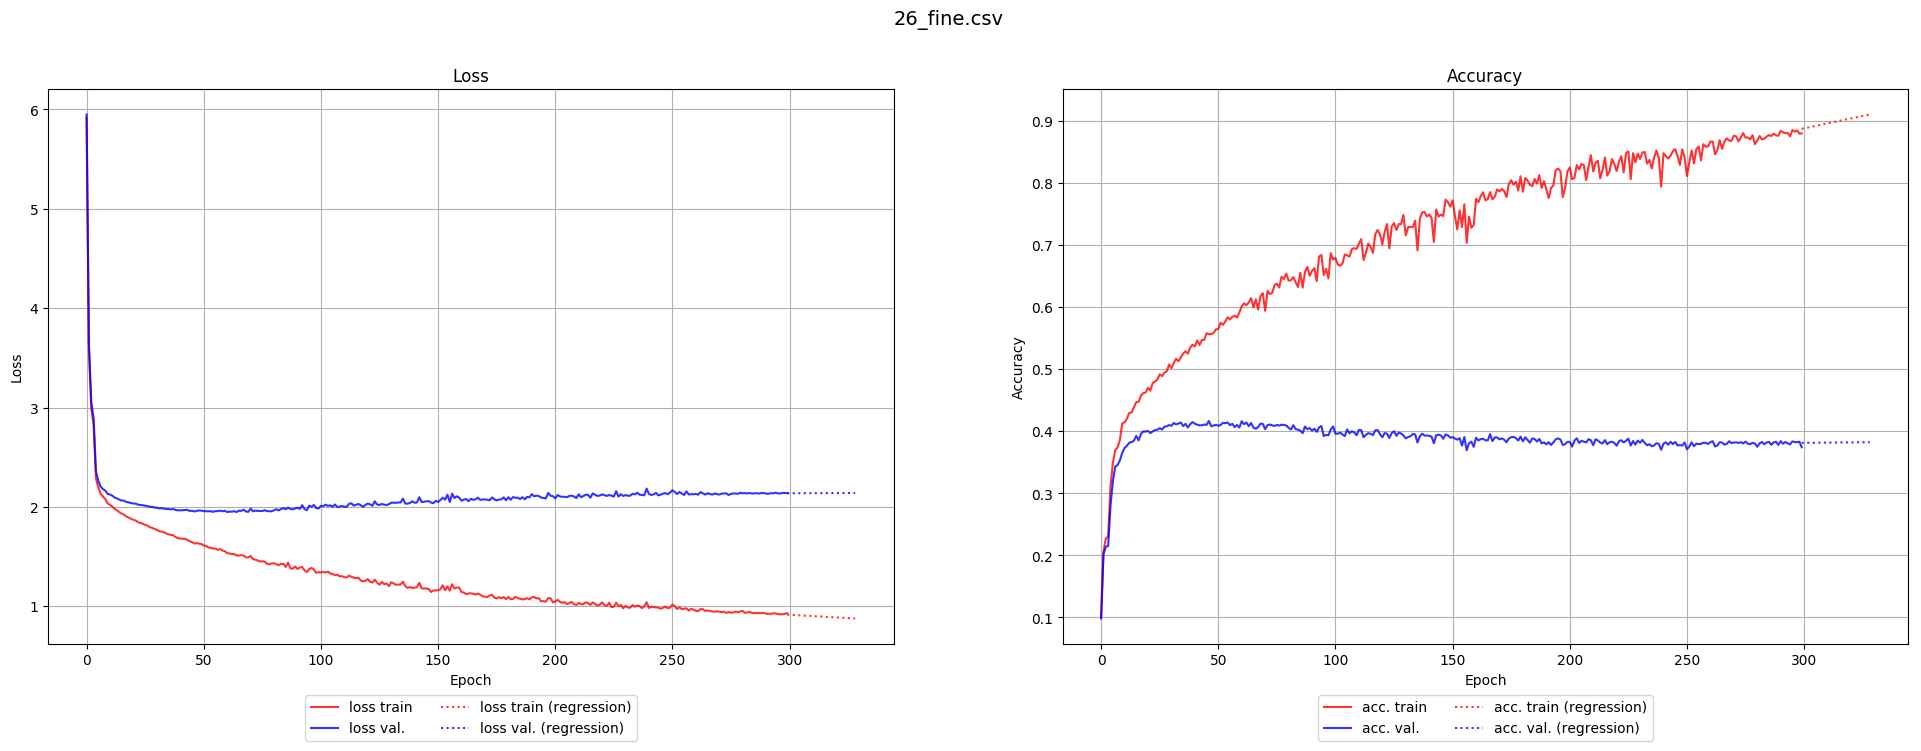 26_fine.csv
Loss
6
5
4
3
2
1
Loss
0 50 100 150 200 250 300
Epoch
loss train loss train (regression)
loss val. loss val. (regression)
Accuracy
0.9
0.8
0.7
0.6
0.5
0.4
0.3
0.2
0.1
Accuracy
0 50 100 150 200 250 300
Epoch
acc. train acc. train (regression)
acc. val. acc. val. (regression)